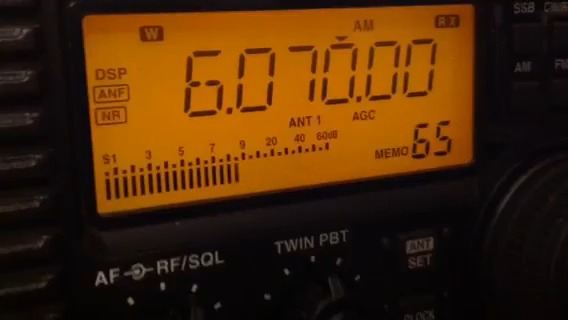 SSB
W
AM
RX
DSP
6.070.00
AM
ANF
NR
ANT 1
AGC
S1 3 5 7 9 20 40 60dB
MEMO 65
AF RF/SQL
TWIN PBT
ANT
SET